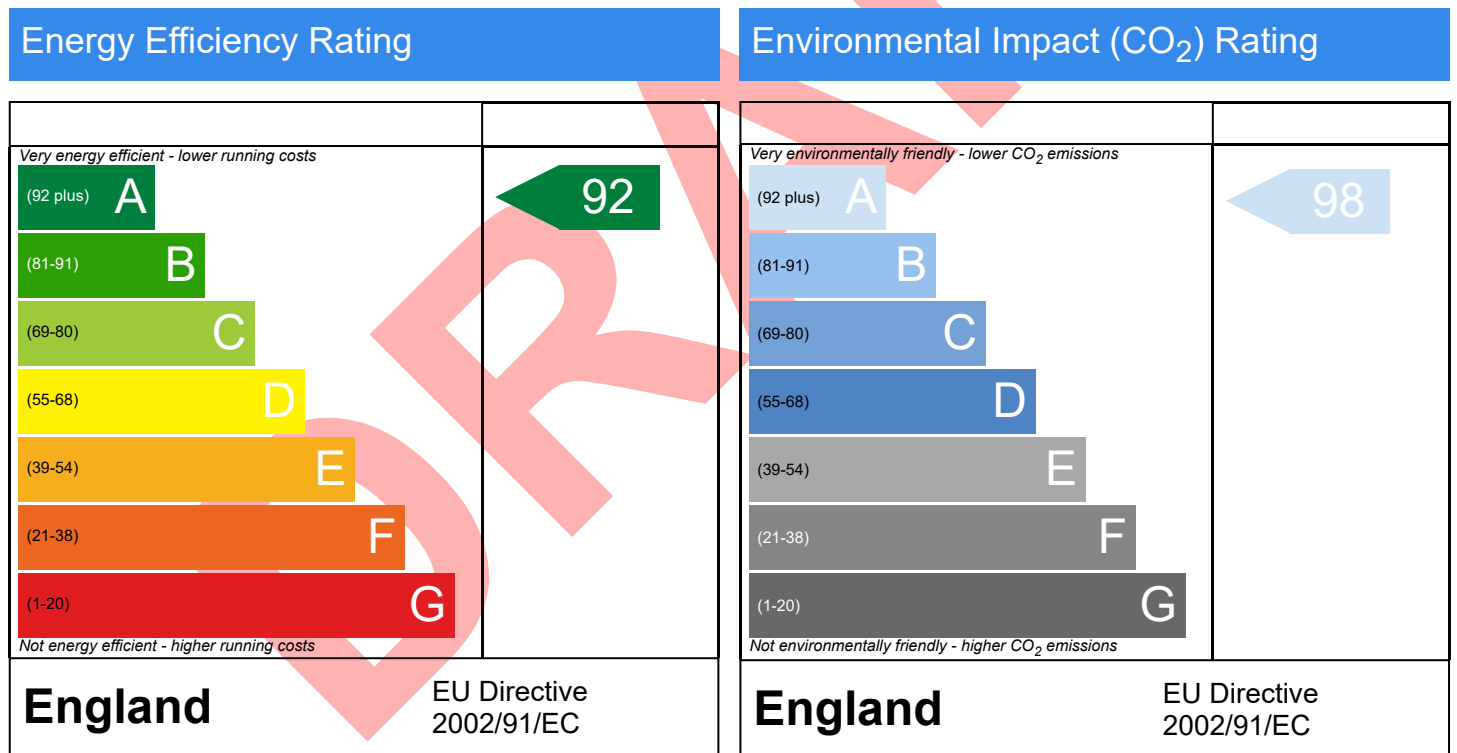 Energy Efficiency Rating
Very energy efficient - lower running costs
(92 plus) A
92
(81-91) B
(69-80) C
(55-68) D
(39-54) E
(21-38) F
(1-20) G
Not energy efficient - higher running costs
England
EU Directive
2002/91/EC
Environmental Impact (CO₂) Rating
Very environmentally friendly - lower CO₂ emissions
(92 plus) A
98
(81-91) B
(69-80) C
(55-68) D
(39-54) E
(21-38) F
(1-20) G
Not environmentally friendly - higher CO₂ emissions
England
EU Directive
2002/91/EC